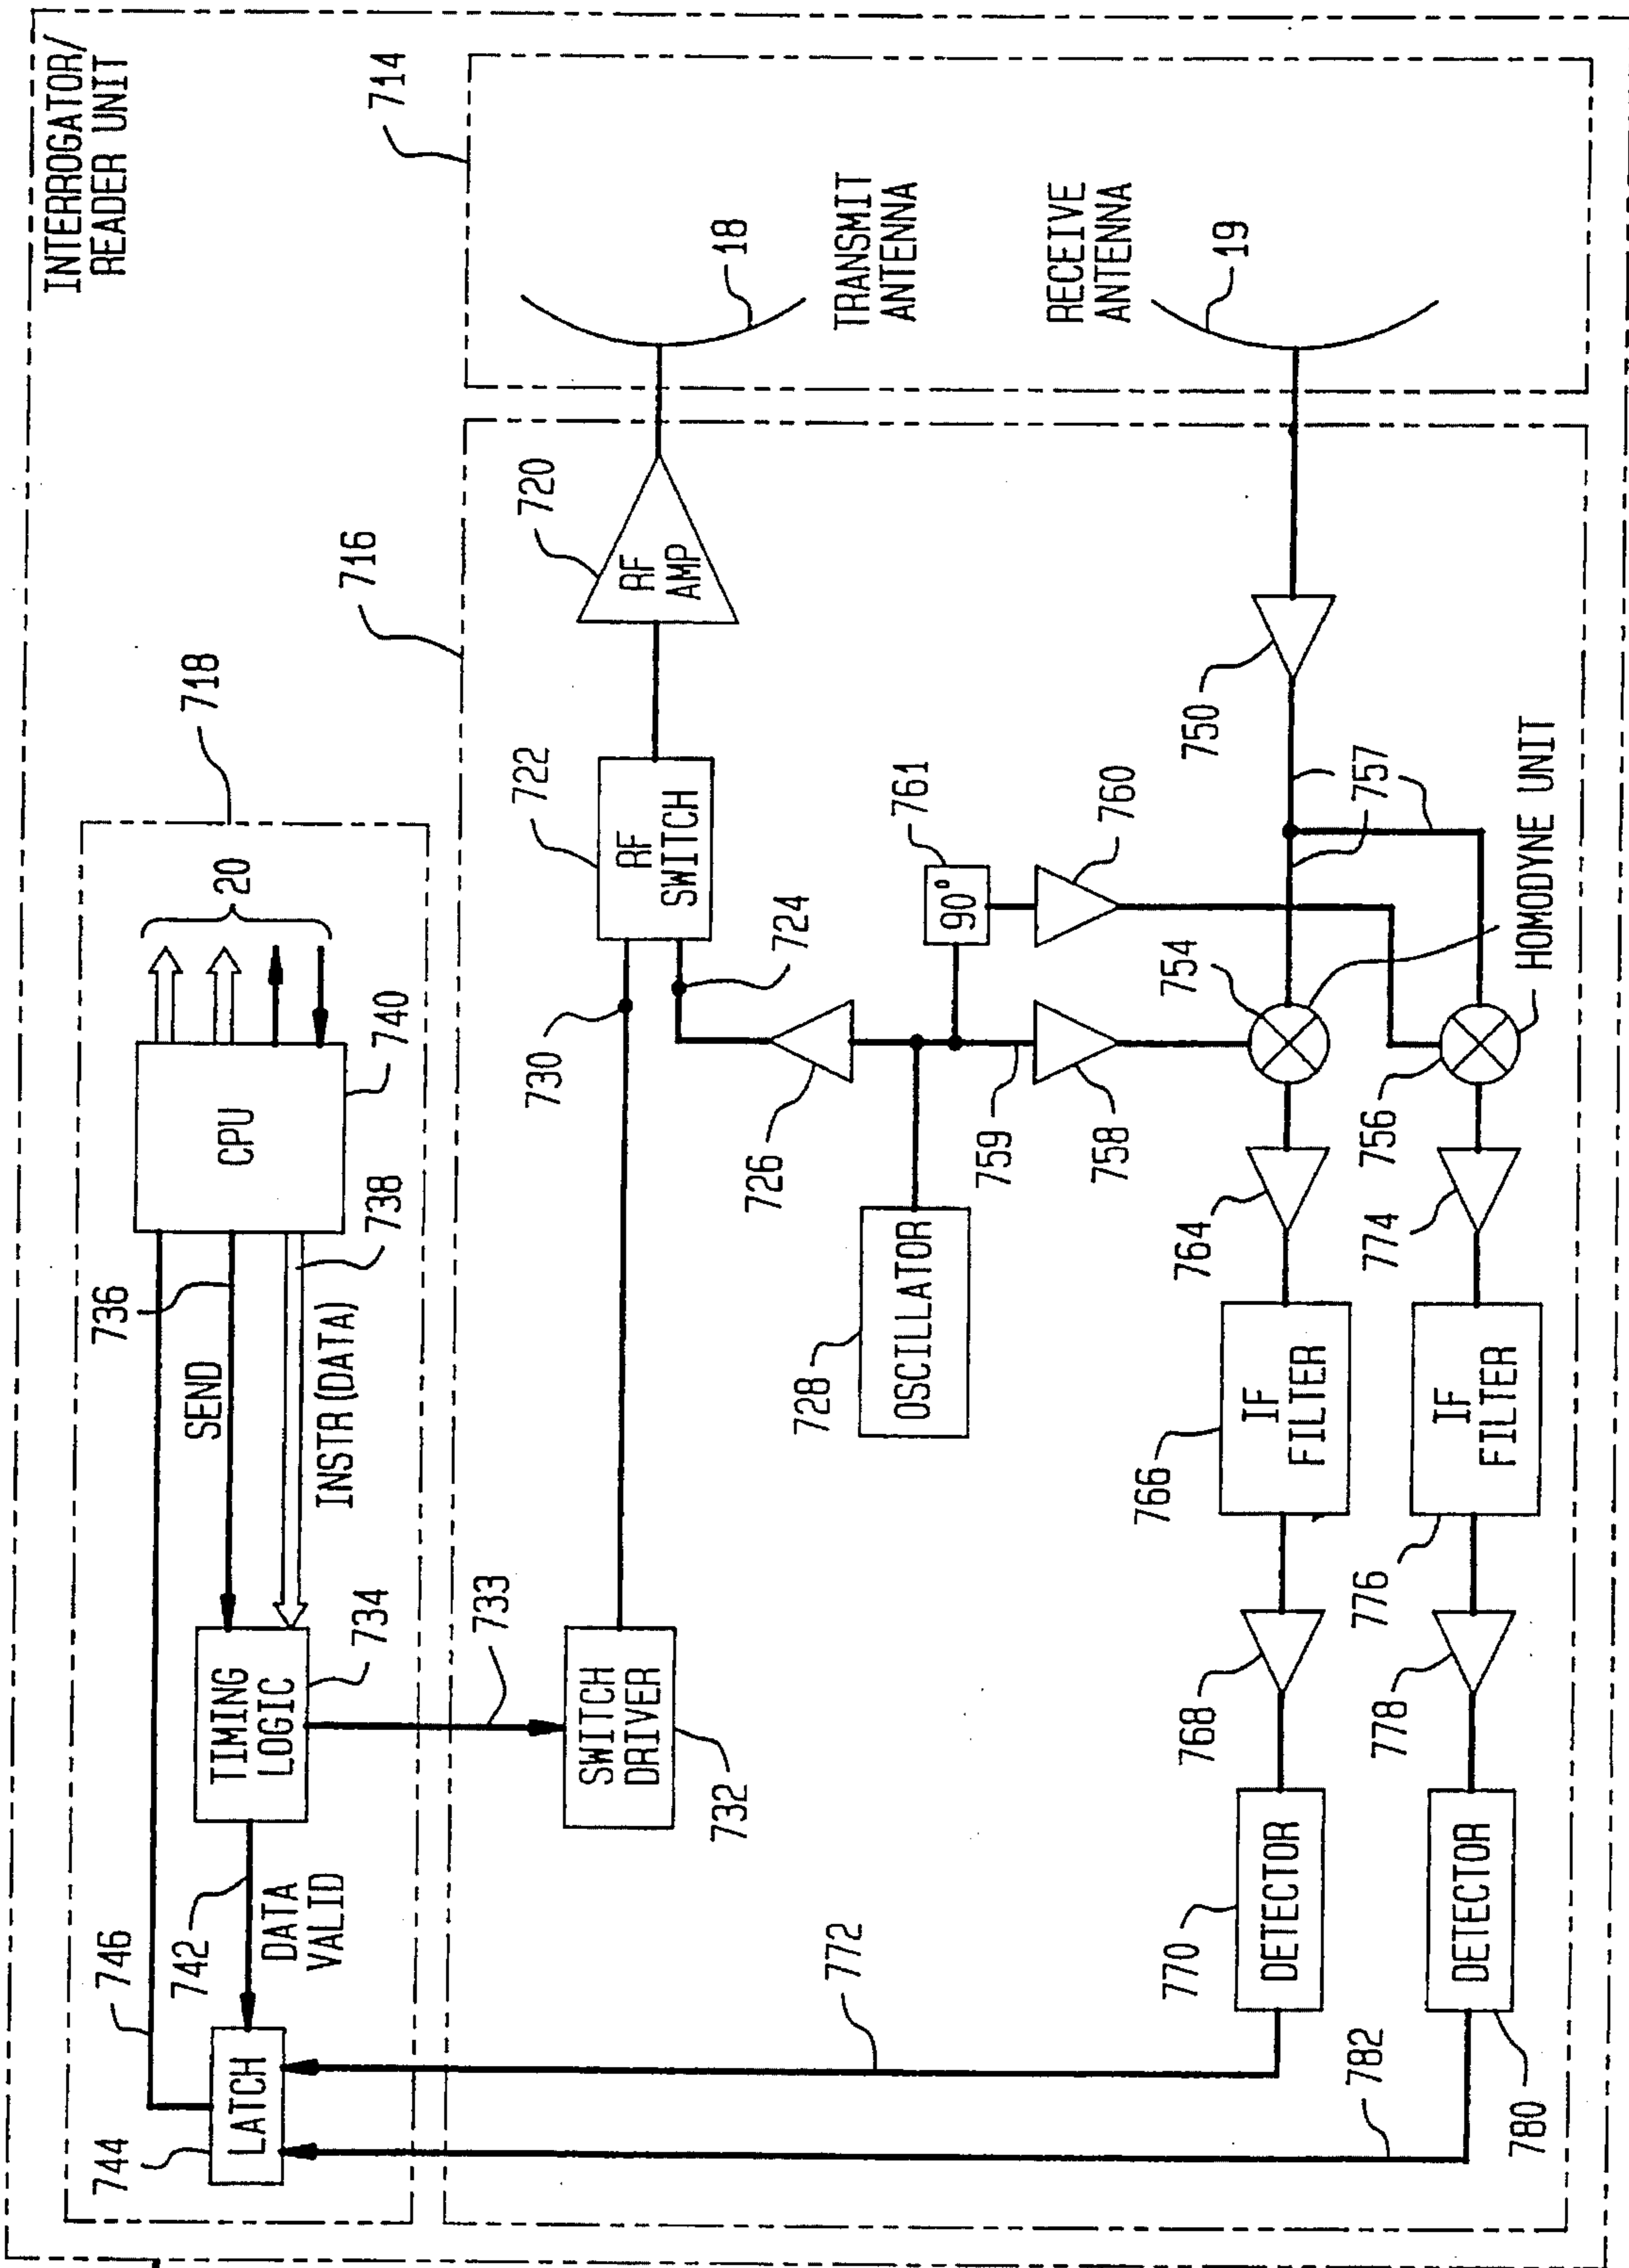 INTERROGATOR/
READER UNIT
714
716
718
20
740
CPU
736
SEND
738
INSTR(DATA)
TIMING
LOGIC
734
742
DATA
VALID
746
744
LATCH
733
SWITCH
DRIVER
732
730
722
RF
SWITCH
724
720
RF
AMP
18
TRANSMIT
ANTENNA
RECEIVE
ANTENNA
19
726
728
OSCILLATOR
759
758
761
90°
760
750
757
754
756
HOMODYNE UNIT
764
766
IF
FILTER
768
770
DETECTOR
772
774
776
IF
FILTER
778
780
DETECTOR
782